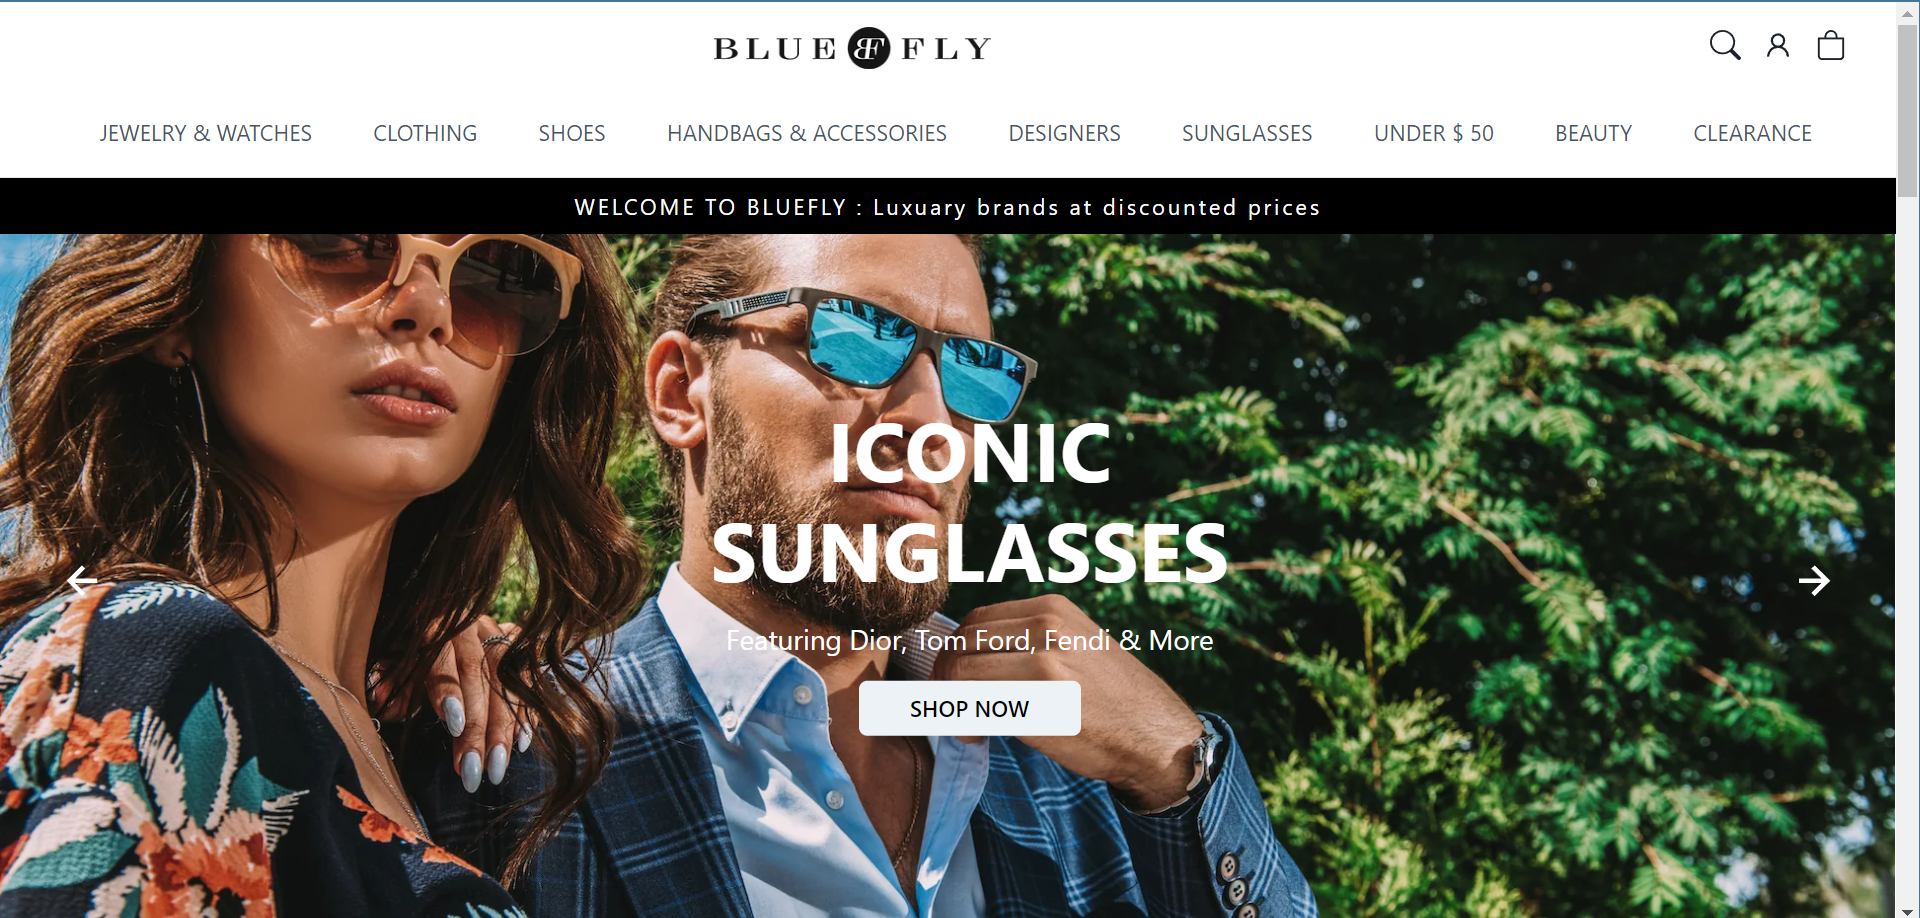 BLUE BF FLY
JEWELRY & WATCHES CLOTHING SHOES HANDBAGS & ACCESSORIES DESIGNERS SUNGLASSES UNDER $ 50 BEAUTY CLEARANCE
WELCOME TO BLUEFLY : Luxuary brands at discounted prices
ICONIC
SUNGLASSES
Featuring Dior, Tom Ford, Fendi & More
SHOP NOW